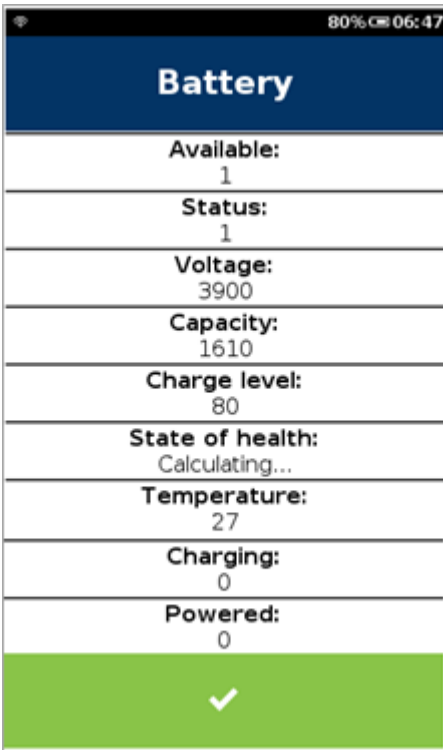 80% 06:47
Battery
Available:
1
Status:
1
Voltage:
3900
Capacity:
1610
Charge level:
80
State of health:
Calculating...
Temperature:
27
Charging:
0
Powered:
0